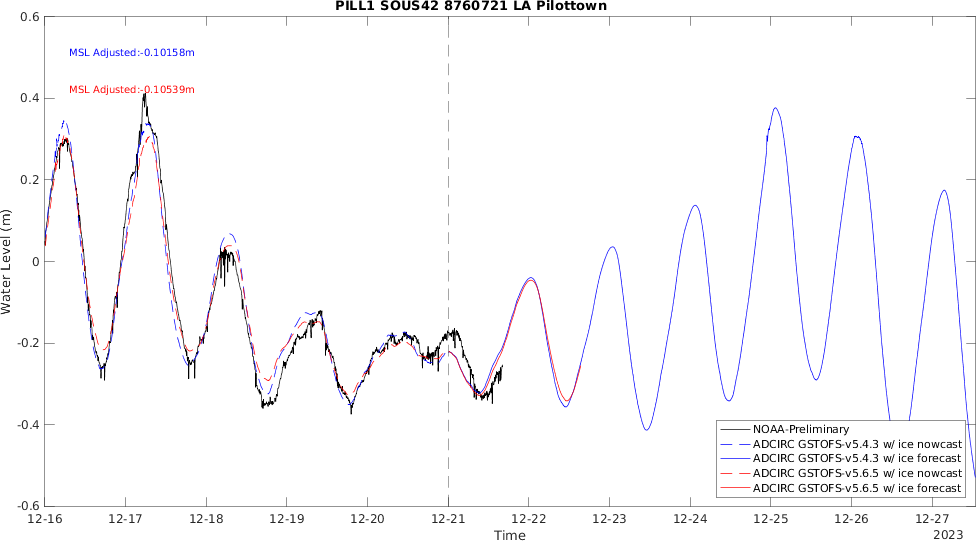 PILL1 SOUS42 8760721 LA Pilottown
0.6
MSL Adjusted:-0.10158m
MSL Adjusted:-0.10539m
0.4
0.2
0
-0.2
-0.4
-0.6
Water Level (m)
NOAA-Preliminary
ADCIRC GSTOFS-v5.4.3 w/ ice nowcast
ADCIRC GSTOFS-v5.4.3 w/ ice forecast
ADCIRC GSTOFS-v5.6.5 w/ ice nowcast
ADCIRC GSTOFS-v5.6.5 w/ ice forecast
12-16 12-17 12-18 12-19 12-20 12-21 12-22 12-23 12-24 12-25 12-26 12-27
Time
2023